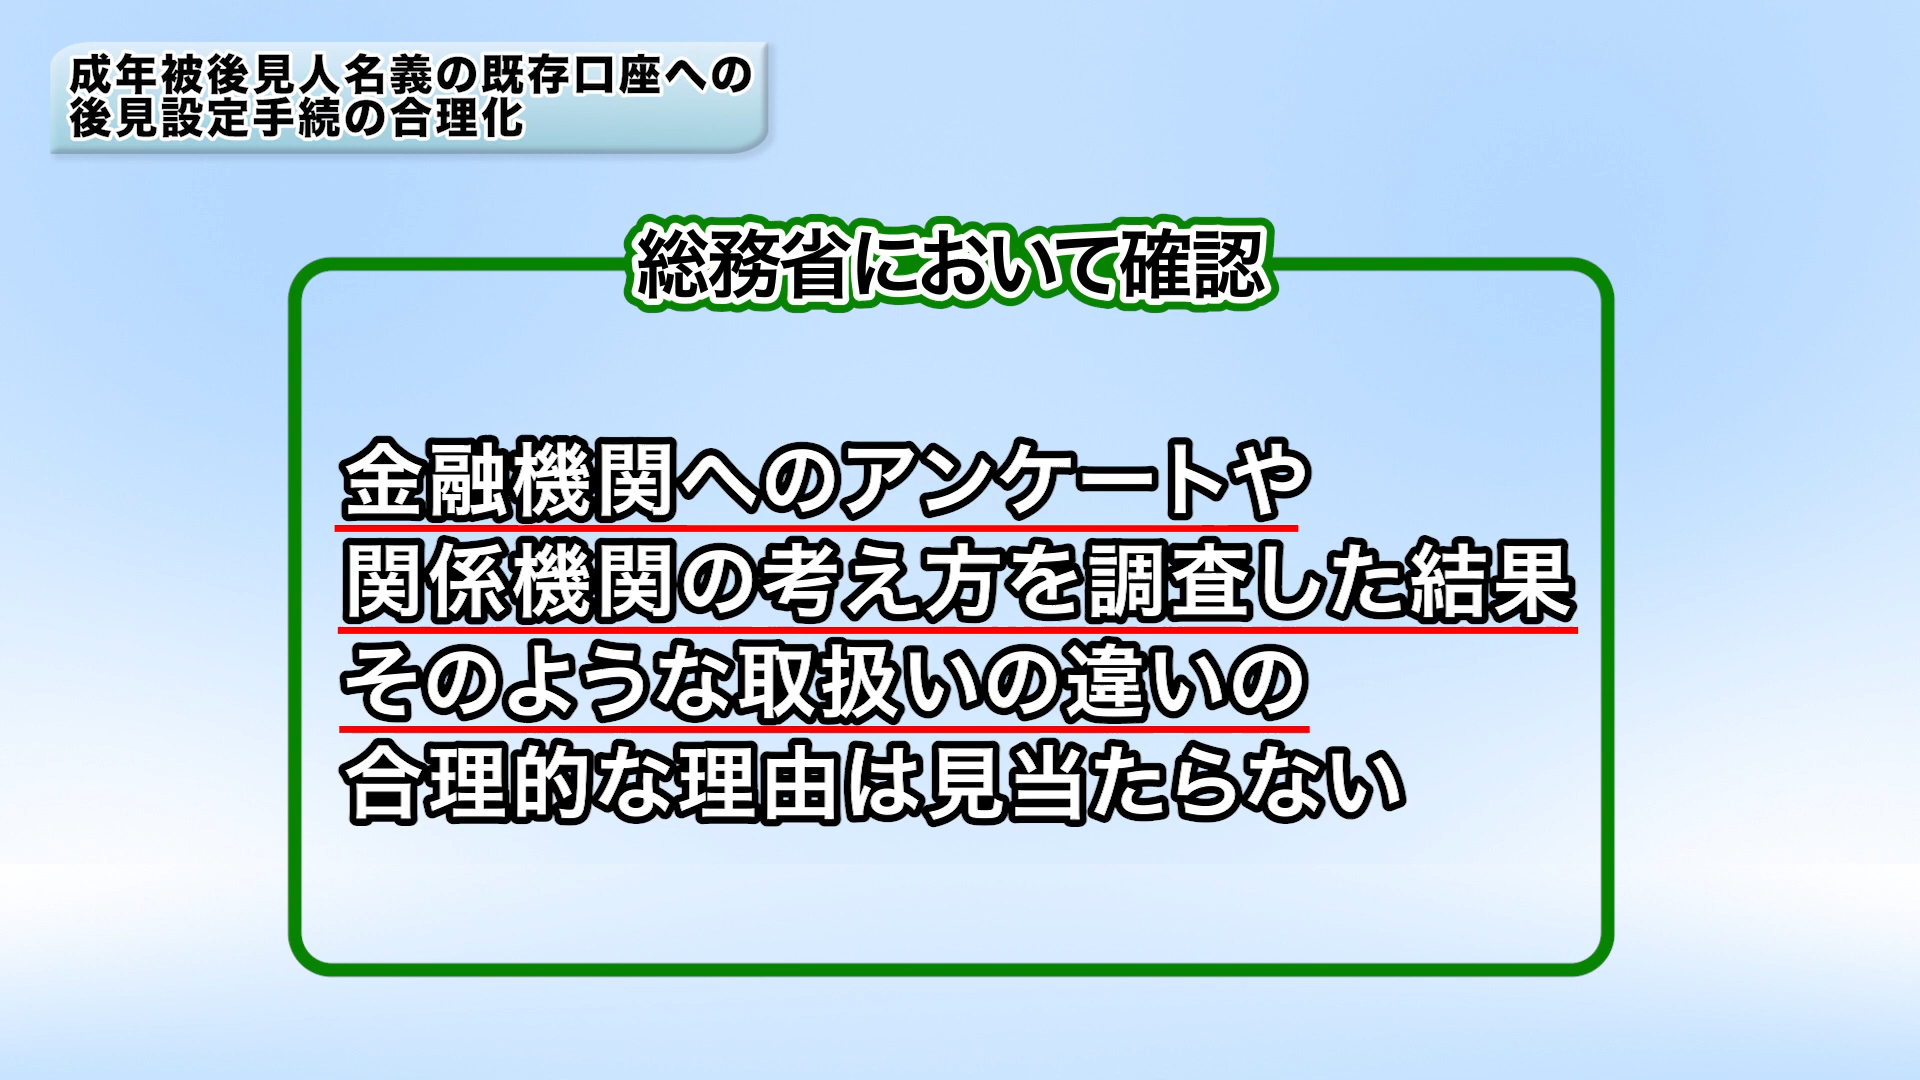 成年被後見人名義の既存口座への
後見設定手続の合理化
総務省において確認
金融機関へのアンケートや
関係機関の考え方を調査した結果
そのような取扱いの違いの
合理的な理由は見当たらない